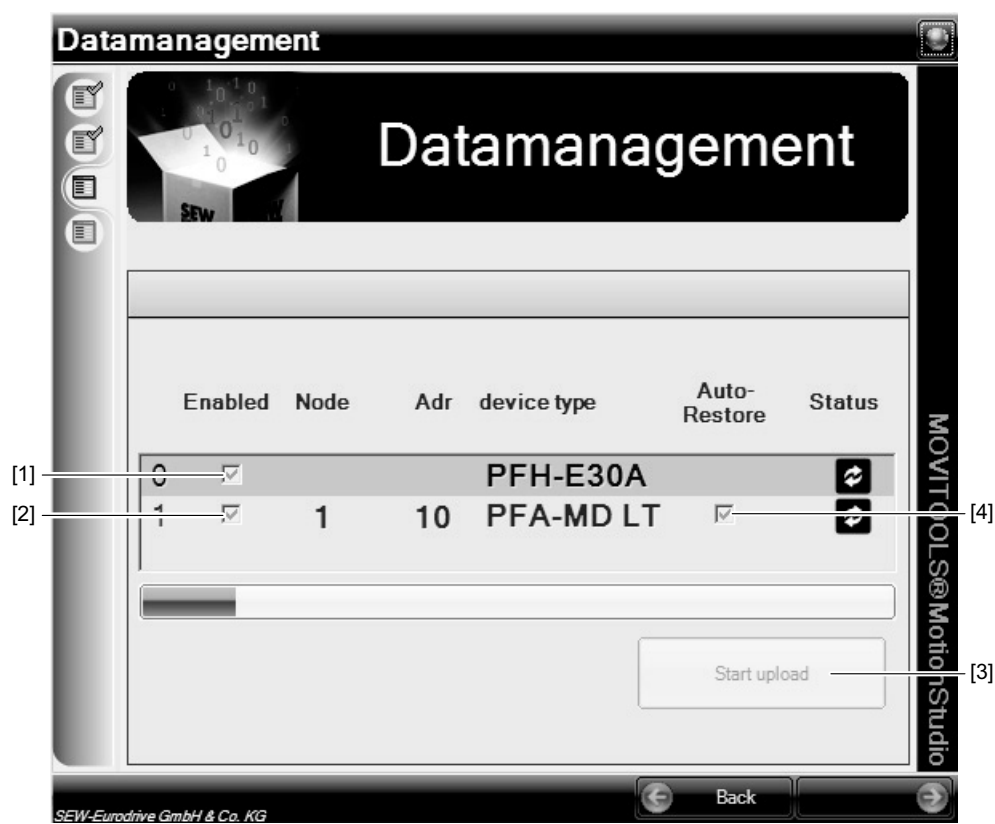 Datamanagement
Datamanagement
SEW
Enabled Node Adr device type Auto-Restore Status
[1] 0 PFH-E30A
[2] 1 1 10 PFA-MD LT [4]
Start upload [3]
MOVITOOLS®MotionStudio
Back
SEW-Eurodrive GmbH & Co. KG